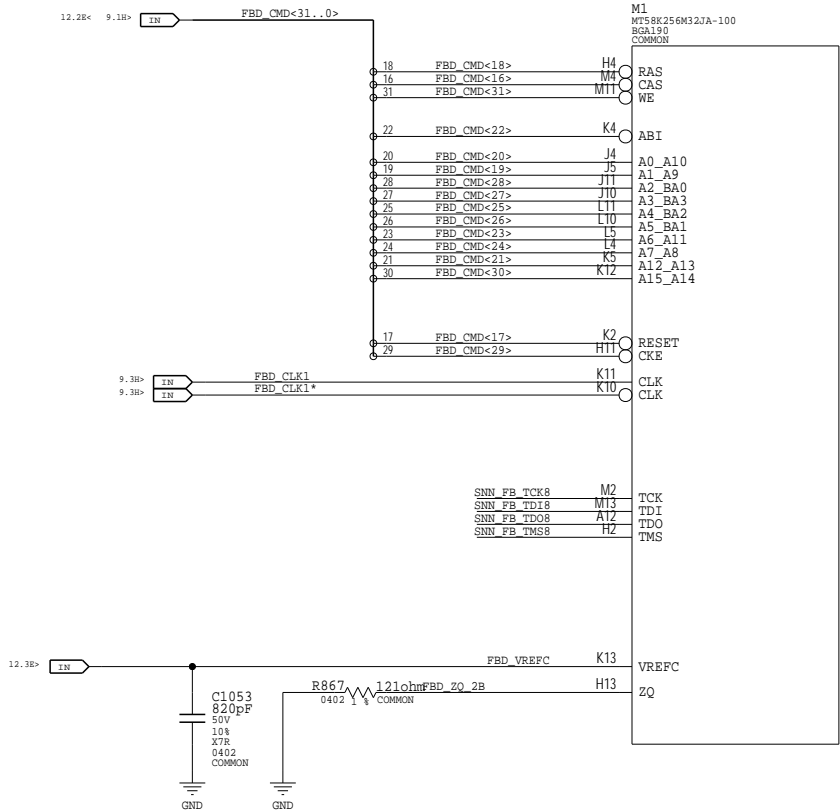 M1
MT58K256M32JA-100
BGA190
COMMON
12.2E< 9.1H> IN FBD_CMD<31..0>
18 FBD_CMD<18> H4 RAS
16 FBD_CMD<16> M4 CAS
31 FBD_CMD<31> M11 WE
22 FBD_CMD<22> K4 ABI
20 FBD_CMD<20> J4 A0_A10
19 FBD_CMD<19> J5 A1_A9
28 FBD_CMD<28> J11 A2_BA0
27 FBD_CMD<27> J10 A3_BA3
25 FBD_CMD<25> L11 A4_BA2
26 FBD_CMD<26> L10 A5_BA1
23 FBD_CMD<23> L5 A6_A11
24 FBD_CMD<24> L4 A7_A8
21 FBD_CMD<21> K5 A12_A13
30 FBD_CMD<30> K12 A15_A14
17 FBD_CMD<17> K2 RESET
29 FBD_CMD<29> H11 CKE
9.3H> IN FBD_CLK1 K11 CLK
9.3H> IN FBD_CLK1* K10 CLK
SNN_FB_TCK8 M2 TCK
SNN_FB_TDI8 M13 TDI
SNN_FB_TDO8 A12 TDO
SNN_FB_TMS8 H2 TMS
12.3E> IN FBD_VREFC K13 VREFC
R867 121ohm FBD_ZQ_2B H13 ZQ
0402 1 % COMMON
C1053
820pF
50V
10%
X7R
0402
COMMON
GND GND